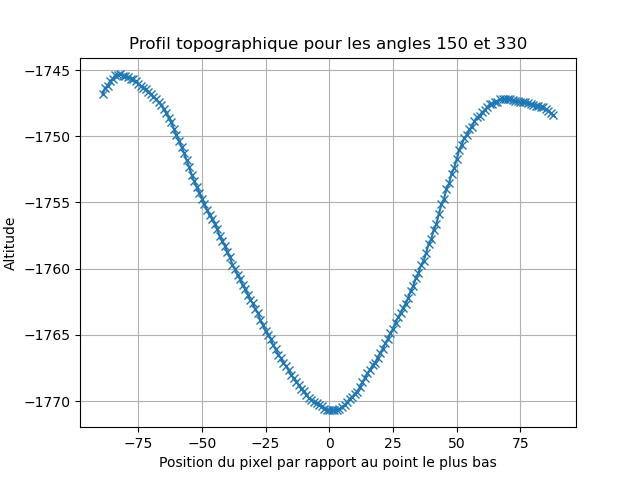 Profil topographique pour les angles 150 et 330
−1745
−1750
−1755
−1760
−1765
−1770
Altitude
−75 −50 −25 0 25 50 75
Position du pixel par rapport au point le plus bas